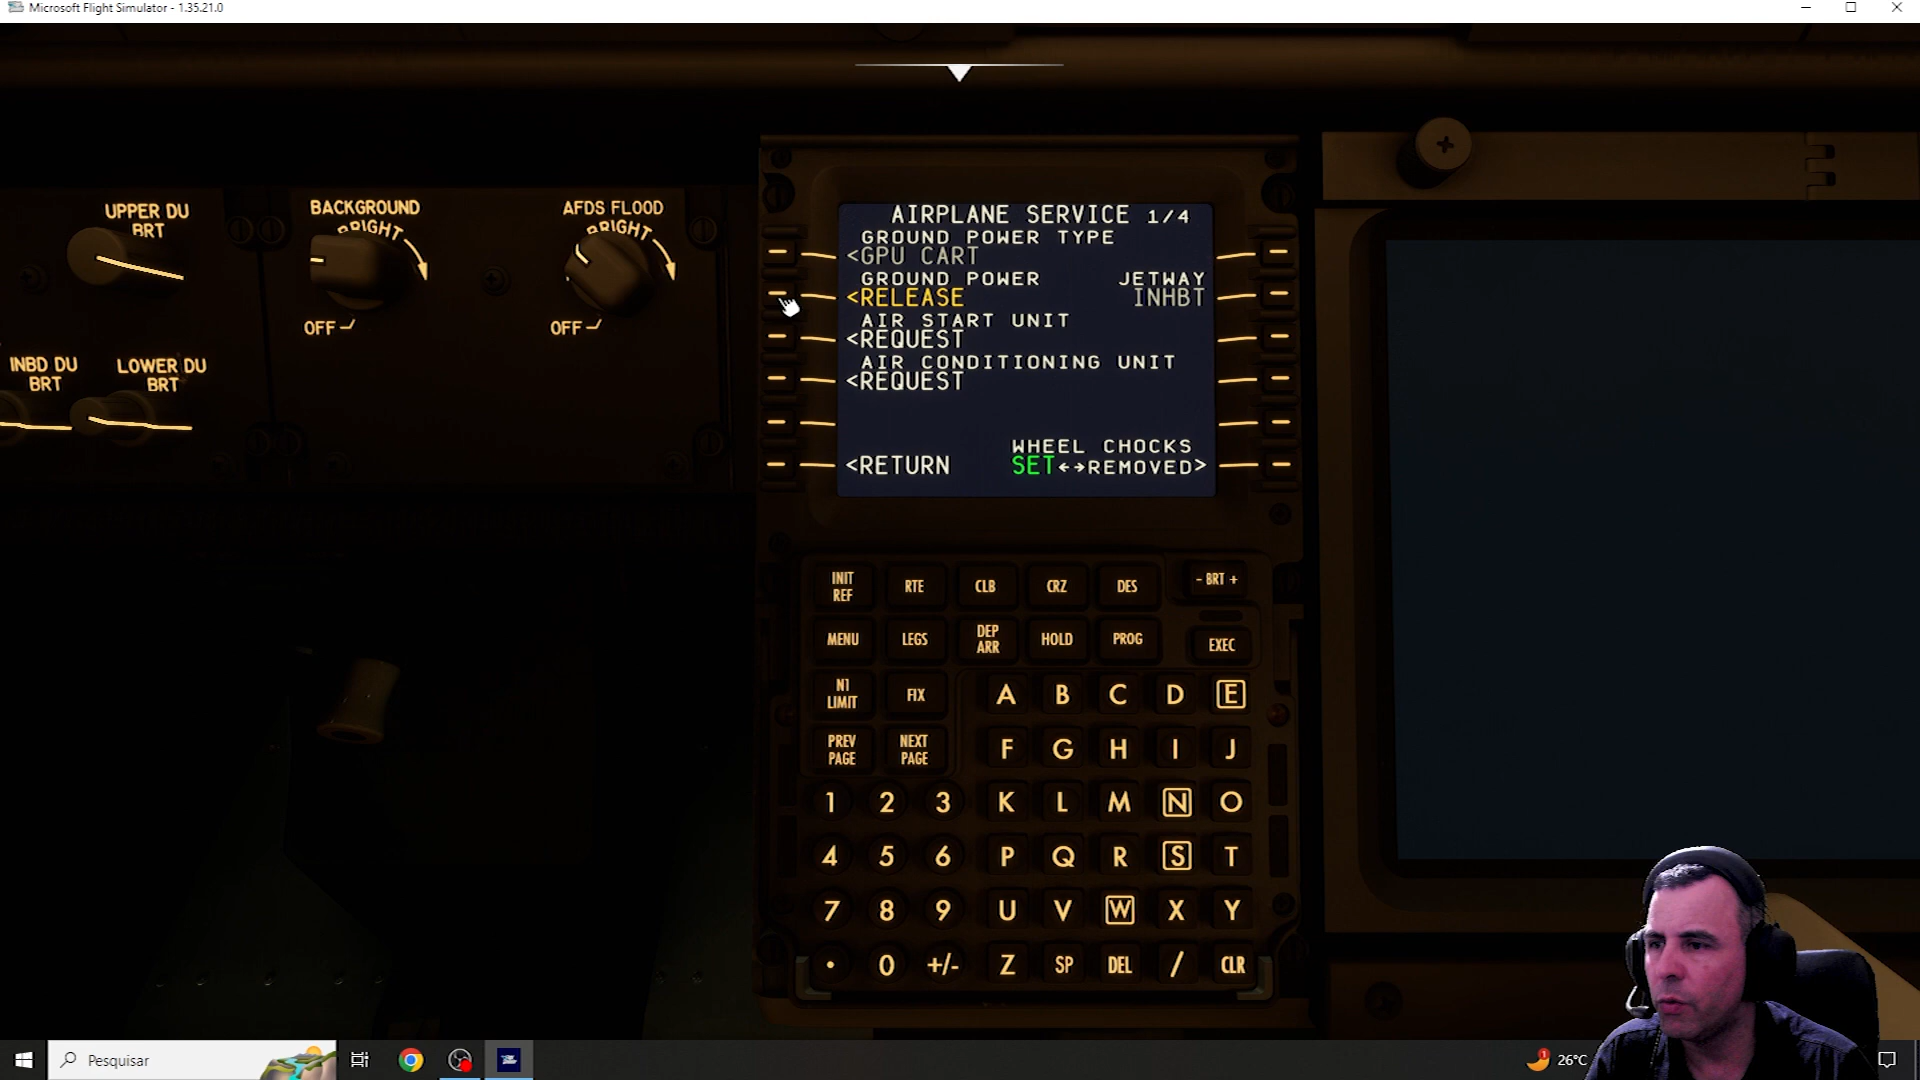 Microsoft Flight Simulator - 1.35.21.0
UPPER DU
BRT
BACKGROUND
BRIGHT
OFF
AFDS FLOOD
BRIGHT
OFF
INBD DU
BRT
LOWER DU
BRT
AIRPLANE SERVICE 1/4
GROUND POWER TYPE
<GPU CART
GROUND POWER JETWAY
<RELEASE INHBT
AIR START UNIT
<REQUEST
AIR CONDITIONING UNIT
<REQUEST
WHEEL CHOCKS
<RETURN SET←→REMOVED>
INIT
REF
RTE
CLB
CRZ
DES
- BRT +
MENU
LEGS
DEP
ARR
HOLD
PROG
EXEC
N1
LIMIT
FIX
A B C D E
PREV
PAGE
NEXT
PAGE
F G H I J
1 2 3 K L M N O
4 5 6 P Q R S T
7 8 9 U V W X Y
. 0 +/- Z SP DEL / CLR
Pesquisar
1
26°C